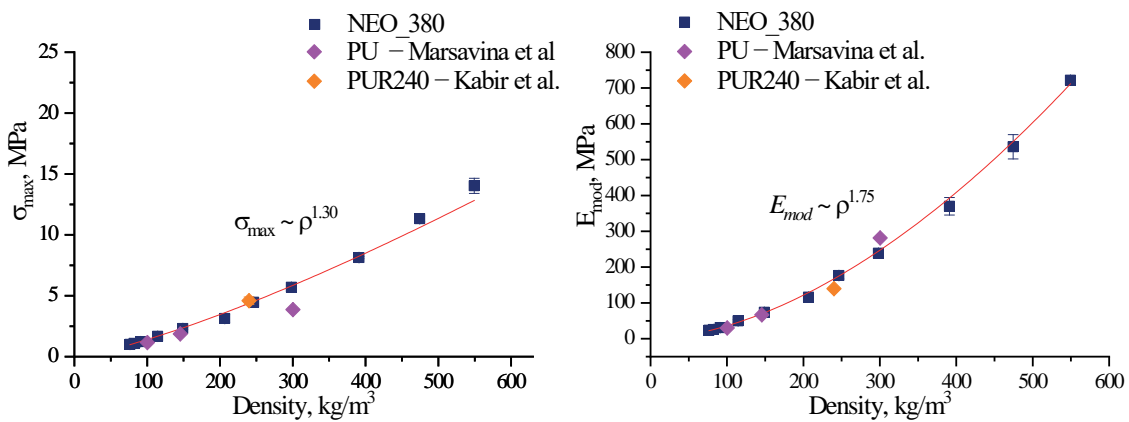 NEO_380
PU − Marsavina et al
PUR240 − Kabir et al.
25
20
15
10
5
0
σmax, MPa
σmax ~ ρ^1.30
0 100 200 300 400 500 600
Density, kg/m³
NEO_380
PU − Marsavina et al.
PUR240 − Kabir et al.
800
700
600
500
400
300
200
100
0
Emod, MPa
Emod ~ ρ^1.75
0 100 200 300 400 500 600
Density, kg/m³